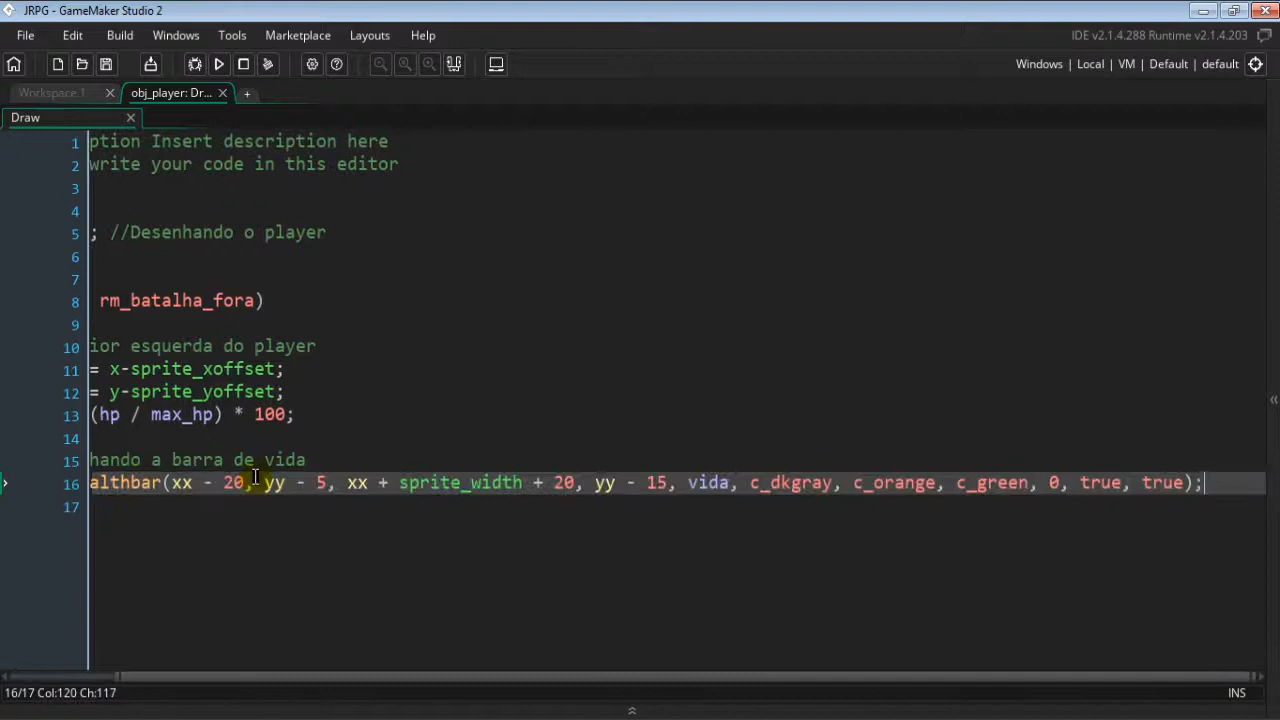 JRPG - GameMaker Studio 2
File Edit Build Windows Tools Marketplace Layouts Help
IDE v2.1.4.288 Runtime v2.1.4.203
Windows | Local | VM | Default | default
Workspace 1
obj_player: Dr...
Draw
1 ption Insert description here
2 write your code in this editor
3
4
5 ; //Desenhando o player
6
7
8 rm_batalha_fora)
9
10 ior esquerda do player
11 = x-sprite_xoffset;
12 = y-sprite_yoffset;
13 (hp / max_hp) * 100;
14
15 hando a barra de vida
16 althbar(xx - 20, yy - 5, xx + sprite_width + 20, yy - 15, vida, c_dkgray, c_orange, c_green, 0, true, true);
17
16/17 Col:120 Ch:117
INS